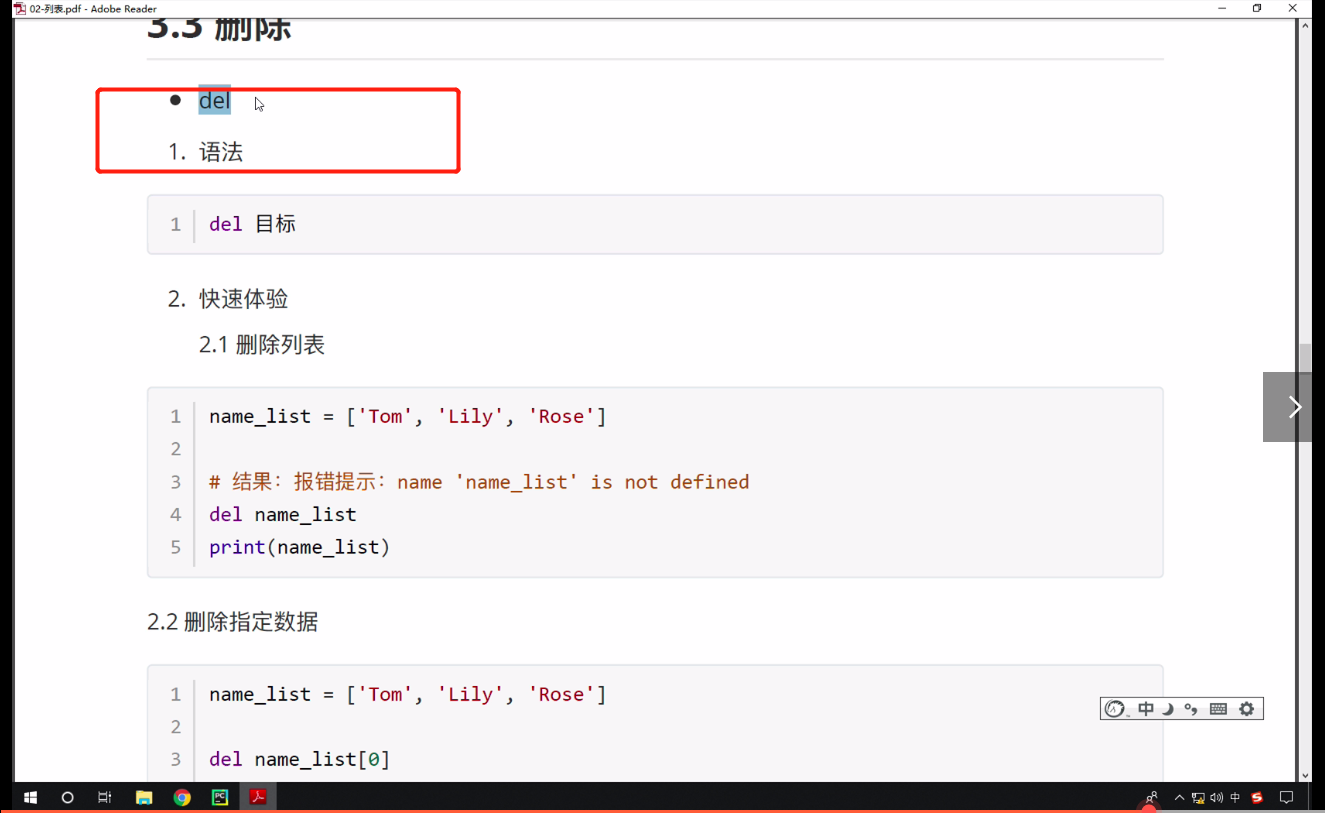 02-列表.pdf - Adobe Reader
3.3 删除
● del
1. 语法
1 del 目标
2. 快速体验
2.1 删除列表
1 name_list = ['Tom', 'Lily', 'Rose']
2
3 # 结果：报错提示：name 'name_list' is not defined
4 del name_list
5 print(name_list)
2.2 删除指定数据
1 name_list = ['Tom', 'Lily', 'Rose']
2
3 del name_list[0]
中
PC
中